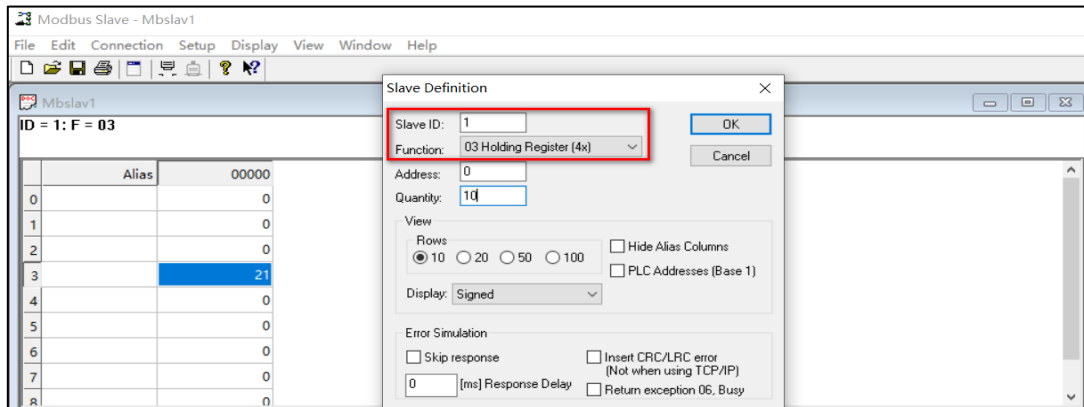 Modbus Slave - Mbslav1
File Edit Connection Setup Display View Window Help
Mbslav1
ID = 1: F = 03
Alias 00000
0 0
1 0
2 0
3 21
4 0
5 0
6 0
7 0
8 0
Slave Definition
Slave ID: 1
OK
Function: 03 Holding Register (4x)
Cancel
Address: 0
Quantity: 10
View
Rows
10 20 50 100
Hide Alias Columns
PLC Addresses (Base 1)
Display: Signed
Error Simulation
Skip response
Insert CRC/LRC error
(Not when using TCP/IP)
0 [ms] Response Delay
Return exception 06, Busy